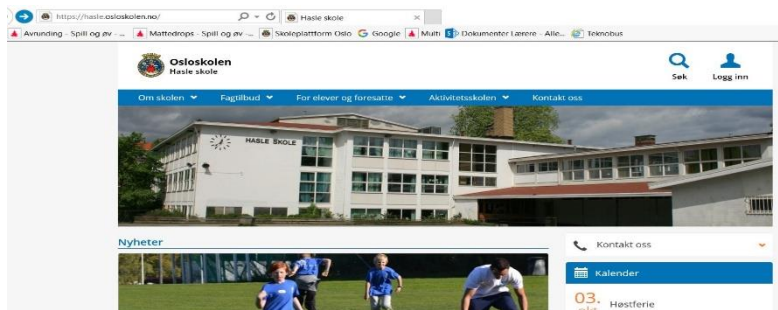 https://hasle.osloskolen.no/
Hasle skole
Avrunding - Spill og øv - ...
Mattedrops - Spill og øv - ...
Skoleplattform Oslo
Google
Multi
Dokumenter Lærere - Alle...
Teknobus
Osloskolen
Hasle skole
Søk
Logg inn
Om skolen
Fagtilbud
For elever og foresatte
Aktivitetsskolen
Kontakt oss
HASLE SKOLE
Nyheter
Kontakt oss
Kalender
03.
Høstferie